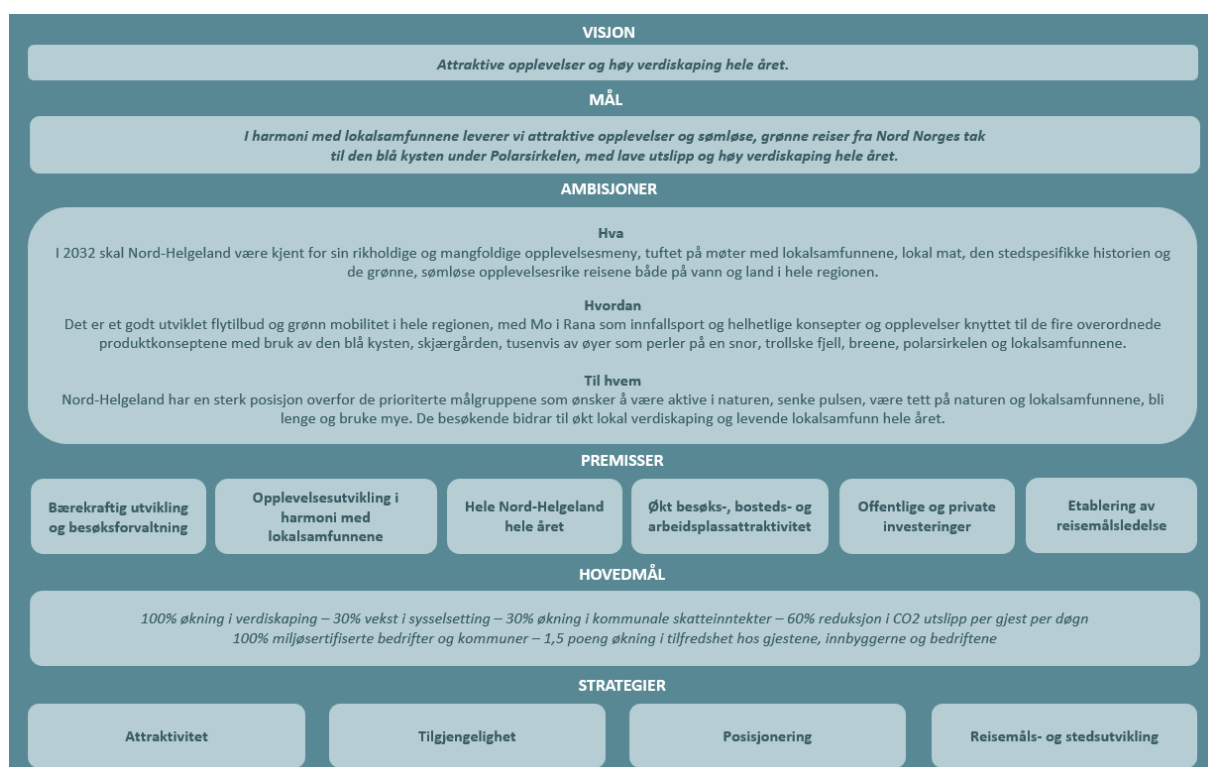 VISJON
Attraktive opplevelser og høy verdiskaping hele året.
MÅL
I harmoni med lokalsamfunnene leverer vi attraktive opplevelser og sømløse, grønne reiser fra Nord Norges tak
til den blå kysten under Polarsirkelen, med lave utslipp og høy verdiskaping hele året.
AMBISJONER
Hva
I 2032 skal Nord-Helgeland være kjent for sin rikholdige og mangfoldige opplevelsesmeny, tuftet på møter med lokalsamfunnene, lokal mat, den stedspesifikke historien og
de grønne, sømløse opplevelsesrike reisene både på vann og land i hele regionen.
Hvordan
Det er et godt utviklet flytilbud og grønn mobilitet i hele regionen, med Mo i Rana som innfallsport og helhetlige konsepter og opplevelser knyttet til de fire overordnede
produktkonseptene med bruk av den blå kysten, skjærgården, tusenvis av øyer som perler på en snor, trollske fjell, breene, polarsirkelen og lokalsamfunnene.
Til hvem
Nord-Helgeland har en sterk posisjon overfor de prioriterte målgruppene som ønsker å være aktive i naturen, senke pulsen, være tett på naturen og lokalsamfunnene, bli
lenge og bruke mye. De besøkende bidrar til økt lokal verdiskaping og levende lokalsamfunn hele året.
PREMISSER
Bærekraftig utvikling
og besøksforvaltning
Opplevelsesutvikling i
harmoni med
lokalsamfunnene
Hele Nord-Helgeland
hele året
Økt besøks-, bosteds- og
arbeidsplassattraktivitet
Offentlige og private
investeringer
Etablering av
reisemålsledelse
HOVEDMÅL
100% økning i verdiskaping – 30% vekst i sysselsetting – 30% økning i kommunale skatteinntekter – 60% reduksjon i CO2 utslipp per gjest per døgn
100% miljøsertifiserte bedrifter og kommuner – 1,5 poeng økning i tilfredshet hos gjestene, innbyggerne og bedriftene
STRATEGIER
Attraktivitet
Tilgjengelighet
Posisjonering
Reisemåls- og stedsutvikling